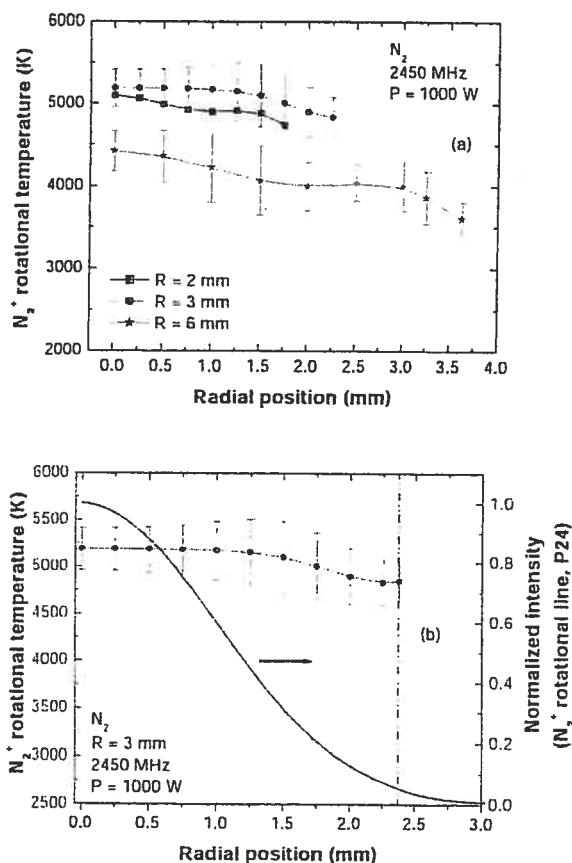 6000
5000
4000
3000
2000
N₂⁺ rotational temperature (K)
N₂
2450 MHz
P = 1000 W
(a)
R = 2 mm
R = 3 mm
R = 6 mm
0.0 0.5 1.0 1.5 2.0 2.5 3.0 3.5 4.0
Radial position (mm)
6000
5500
5000
4750
4500
4000
3500
3000
2500
N₂⁺ rotational temperature (K)
1.0
0.8
0.6
0.4
0.2
0.0
Normalized intensity
(N₂⁺ rotational line, P24)
(b)
N₂
R = 3 mm
2450 MHz
P = 1000 W
0.0 0.5 1.0 1.5 2.0 2.5 3.0
Radial position (mm)